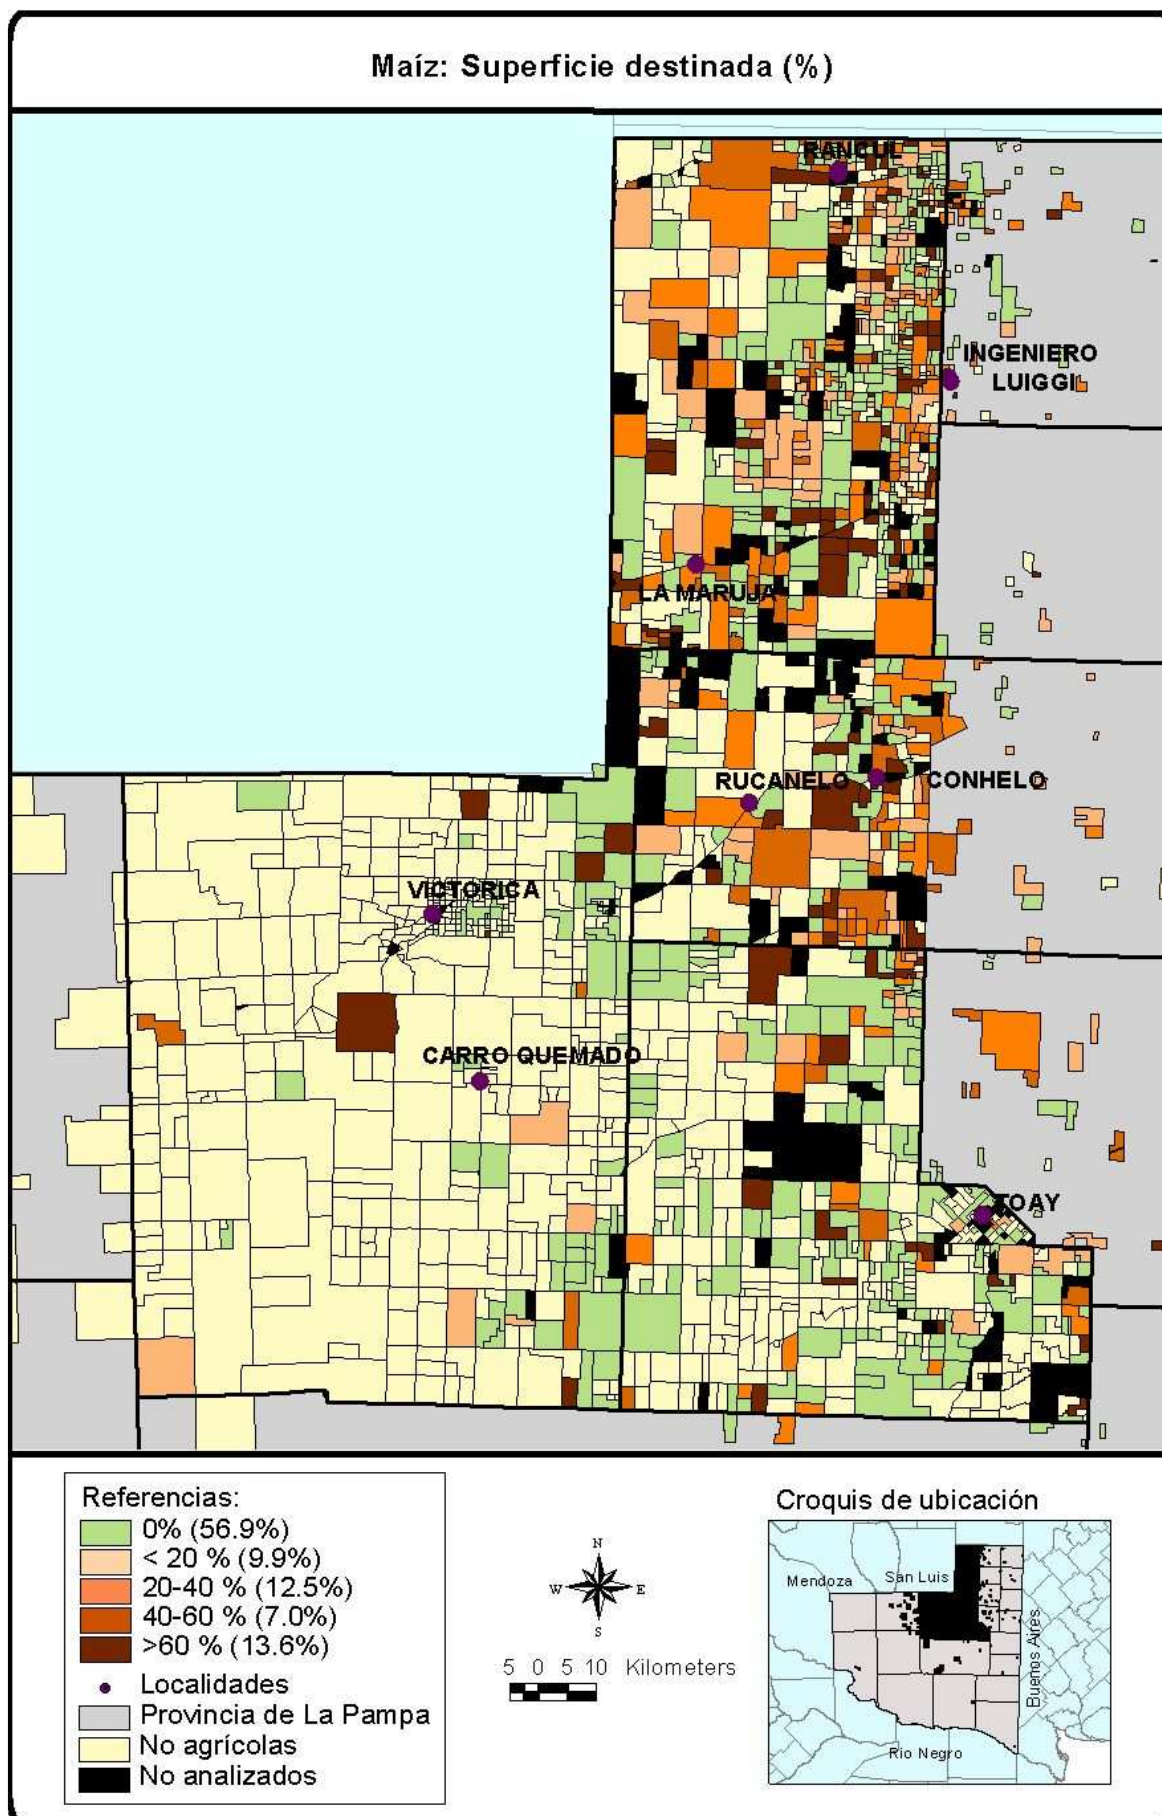 Maíz: Superficie destinada (%)
RANCUL
INGENIERO
LUIGGI
LA MARUJA
RUCANELO
CONHELO
VICTORICA
CARRO QUEMADO
TOAY
Referencias:
0% (56.9%)
< 20 % (9.9%)
20-40 % (12.5%)
40-60 % (7.0%)
>60 % (13.6%)
Localidades
Provincia de La Pampa
No agrícolas
No analizados
N
W E
S
5 0 5 10 Kilometers
Croquis de ubicación
Mendoza
San Luis
Buenos Aires
Rio Negro